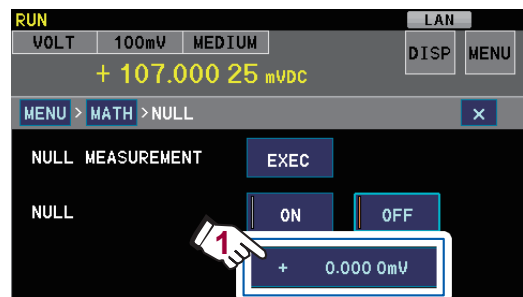 RUN LAN
VOLT 100mV MEDIUM DISP MENU
+ 107.000 25 mVDC
MENU > MATH >NULL ×
NULL MEASUREMENT EXEC
NULL ON OFF
1
+ 0.000 0mV